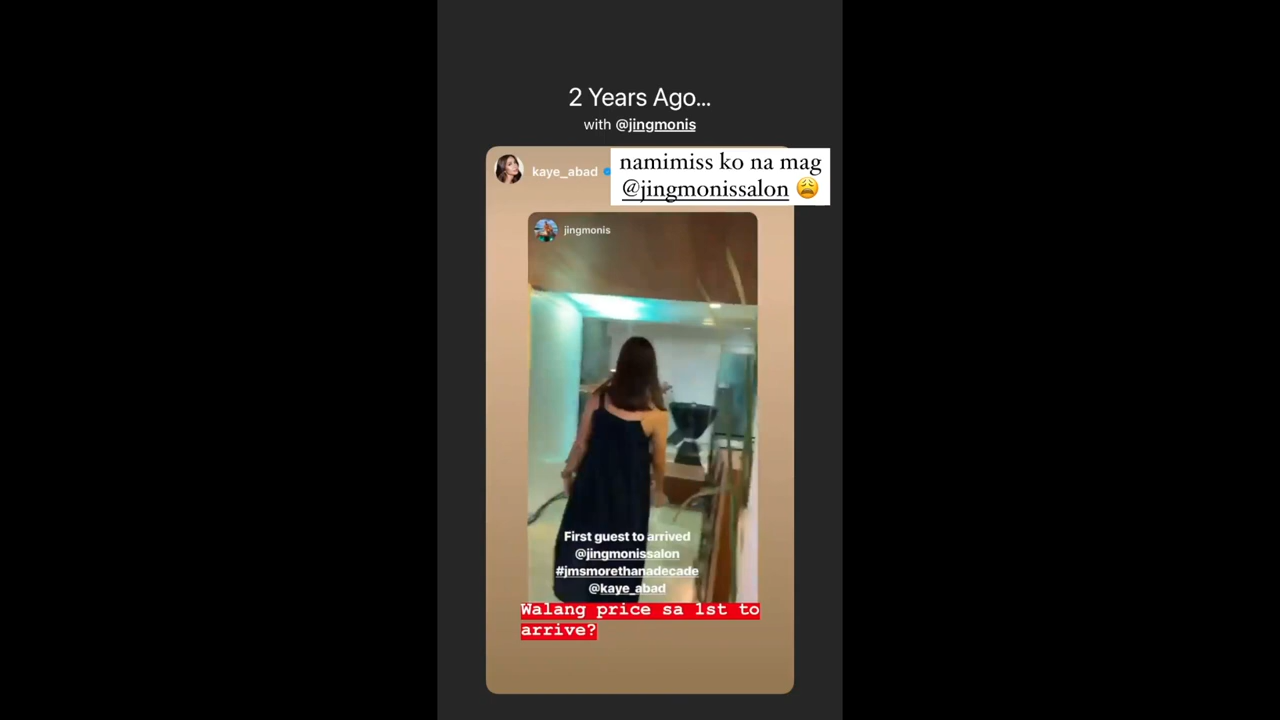 2 Years Ago...
with @jingmonis
kaye_abad
namimiss ko na mag
@jingmonissalon 😩
jingmonis
First guest to arrived
@jingmonissalon
#jmsmorethanadecade
@kaye_abad
Walang price sa 1st to
arrive?